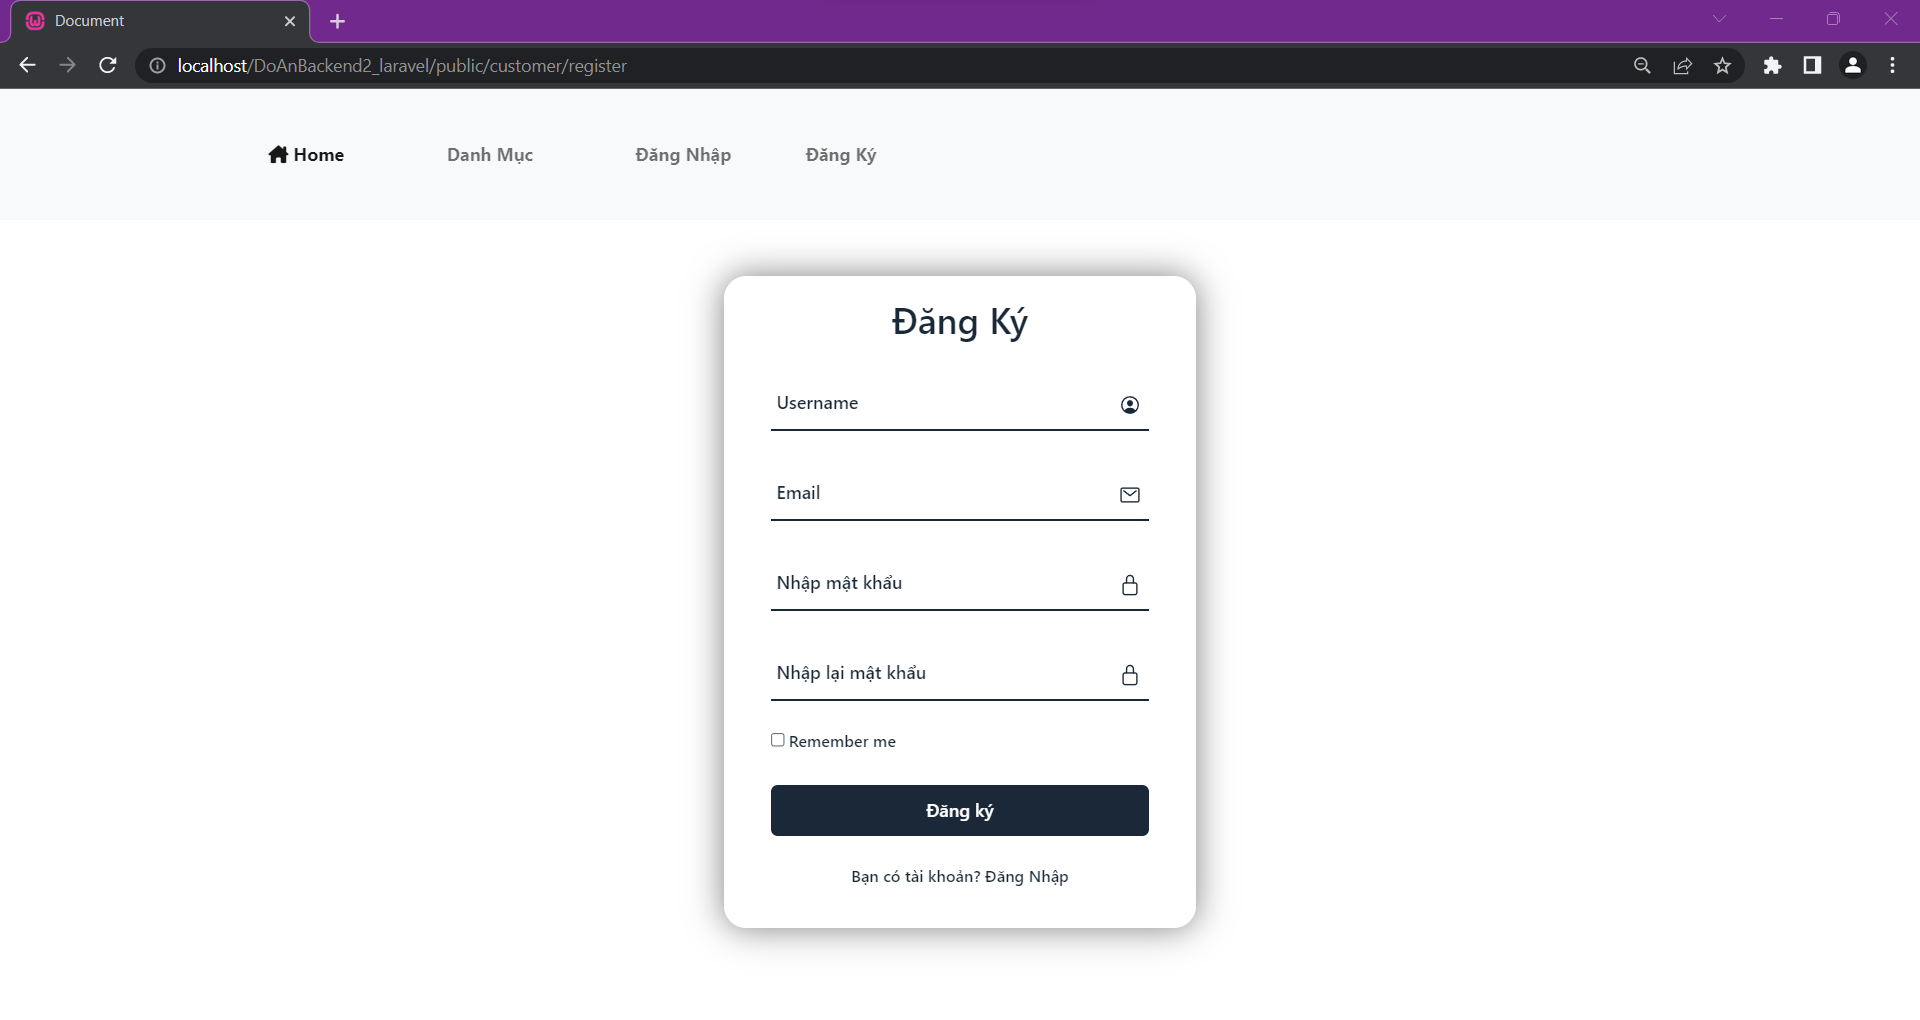 Document
localhost/DoAnBackend2_laravel/public/customer/register
Home Danh Mục Đăng Nhập Đăng Ký
Đăng Ký
Username
Email
Nhập mật khẩu
Nhập lại mật khẩu
Remember me
Đăng ký
Bạn có tài khoản? Đăng Nhập